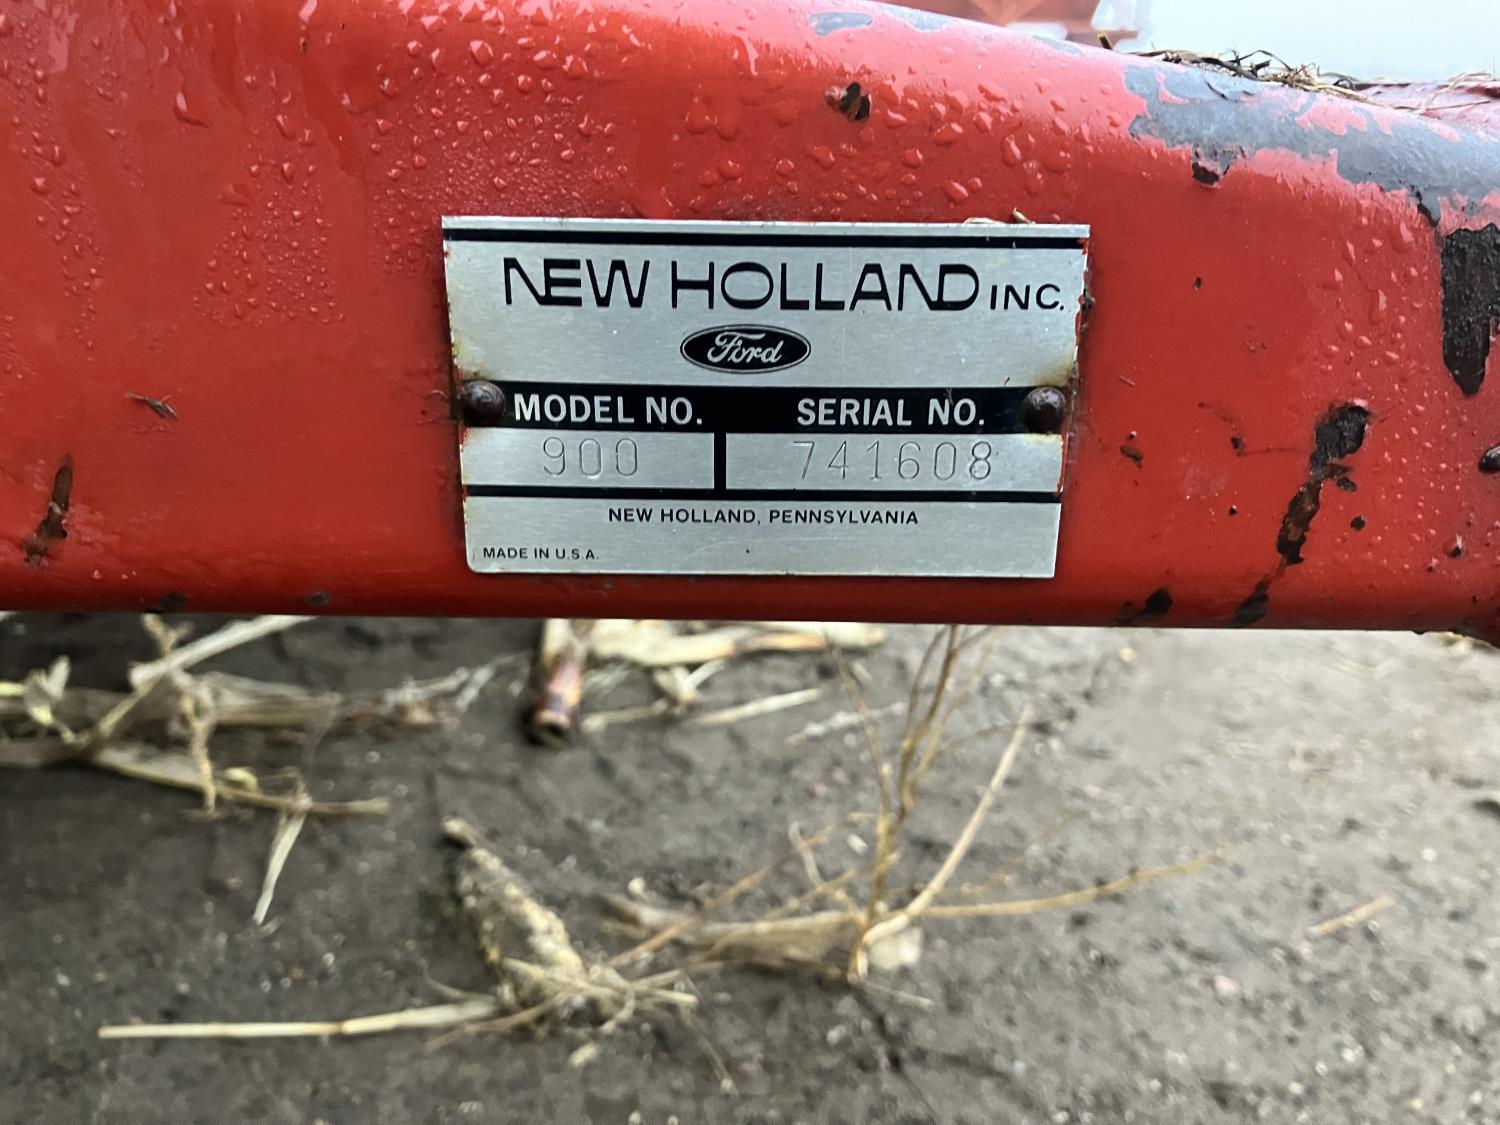 NEW HOLLAND INC.
Ford
MODEL NO. SERIAL NO.
900 741608
NEW HOLLAND, PENNSYLVANIA
MADE IN U.S.A.